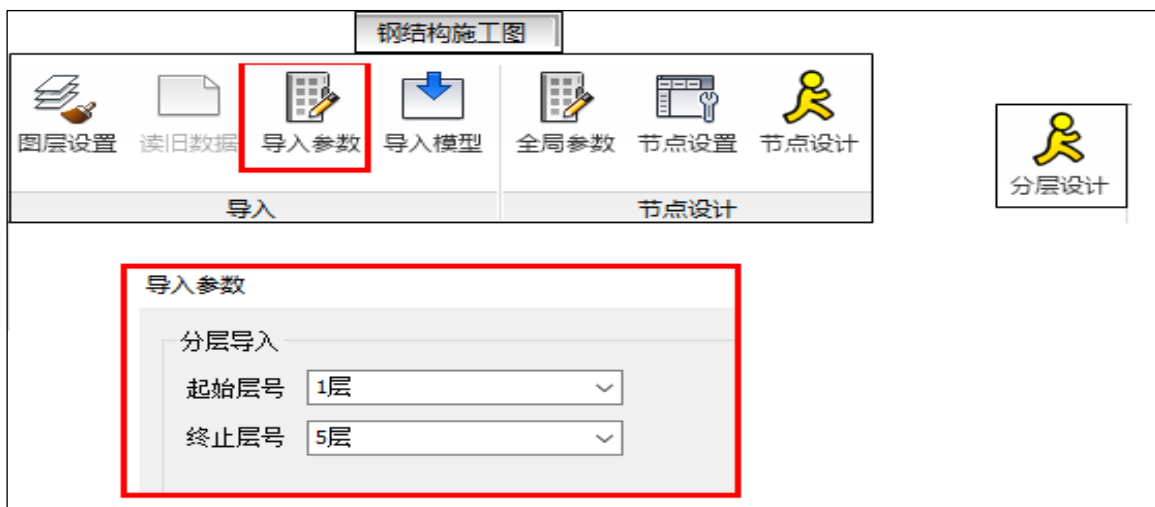 钢结构施工图
图层设置 读旧数据 导入参数 导入模型 全局参数 节点设置 节点设计
导入 节点设计
分层设计
导入参数
分层导入
起始层号 1层
终止层号 5层